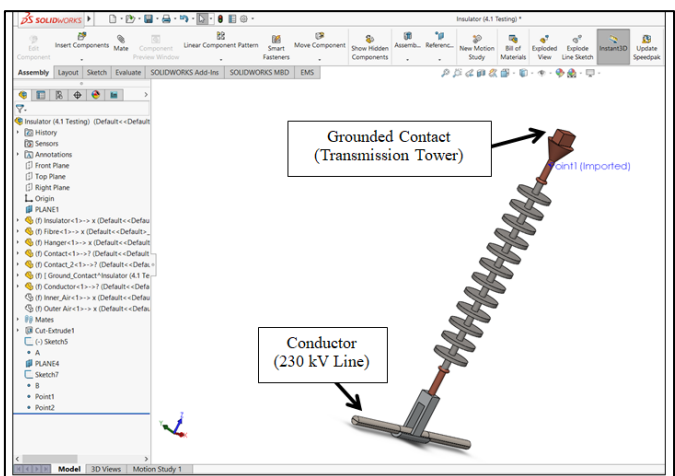 SOLIDWORKS
Insulator (4.1 Testing) *
Edit Component
Insert Components
Mate
Component Preview Window
Linear Component Pattern
Smart Fasteners
Move Component
Show Hidden Components
Assemb...
Referenc...
New Motion Study
Bill of Materials
Exploded View
Explode Line Sketch
Instant3D
Update Speedpak
Assembly Layout Sketch Evaluate SOLIDWORKS Add-Ins SOLIDWORKS MBD EMS
Insulator (4.1 Testing) (Default<<Default
History
Sensors
Annotations
Front Plane
Top Plane
Right Plane
Origin
PLANE1
(f) Insulator<1>-> x (Default<<Defau
(f) Fibre<1>-> x (Default<<Default>_
(f) Hanger<1>-> x (Default<<Defau
(f) Contact<1>->? (Default<<Default
(f) Contact_2<1>->? (Default<<Defau
(f) [ Ground_Contact^Insulator (4.1 Te
(f) Conductor<1>->? (Default<<Defa
(f) Inner_Air<1>-> x (Default<<Defau
(f) Outer Air<1>-> x (Default<<Defau
Mates
Cut-Extrude1
(-) Sketch5
A
PLANE4
Sketch7
B
Point1
Point2
Grounded Contact
(Transmission Tower)
oint1 (Imported)
Conductor
(230 kV Line)
Model 3D Views Motion Study 1